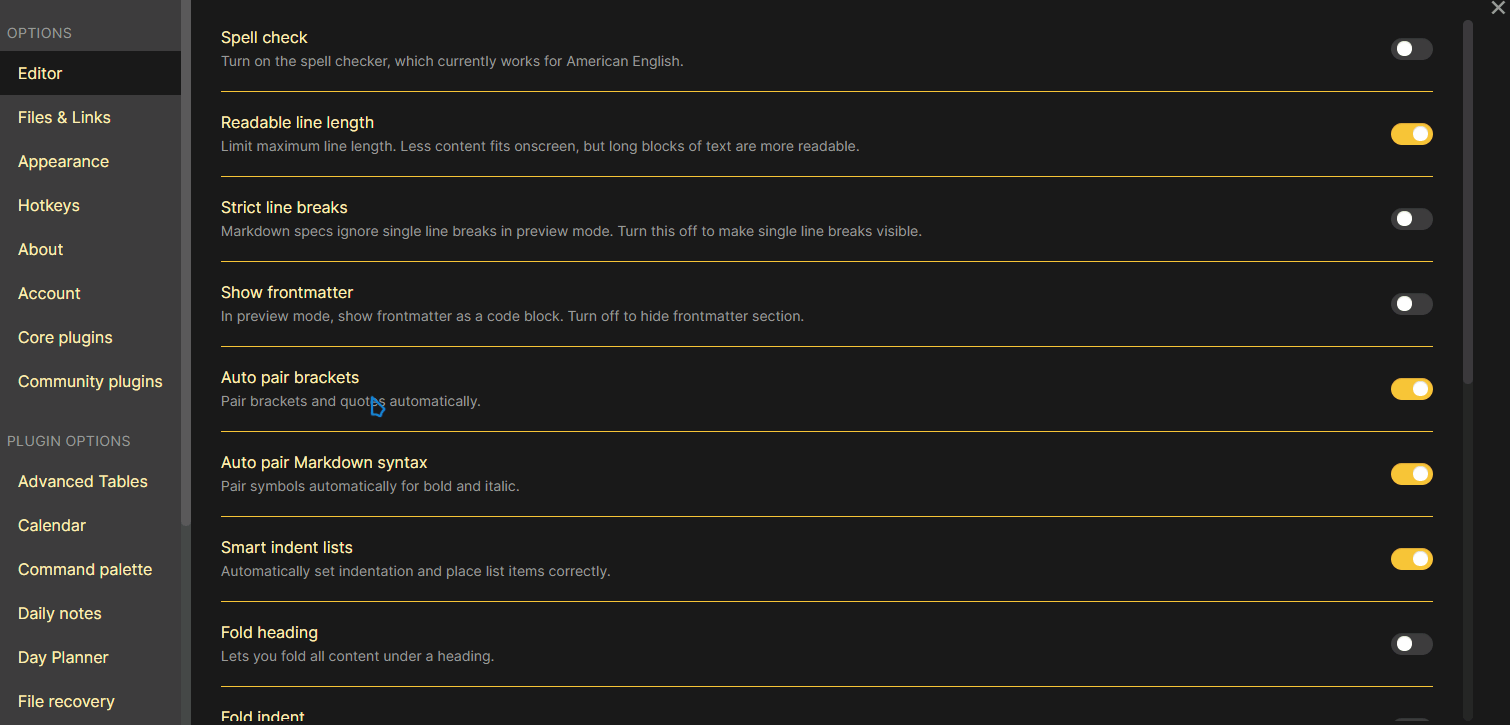 OPTIONS
Editor
Files & Links
Appearance
Hotkeys
About
Account
Core plugins
Community plugins
PLUGIN OPTIONS
Advanced Tables
Calendar
Command palette
Daily notes
Day Planner
File recovery
Spell check
Turn on the spell checker, which currently works for American English.
Readable line length
Limit maximum line length. Less content fits onscreen, but long blocks of text are more readable.
Strict line breaks
Markdown specs ignore single line breaks in preview mode. Turn this off to make single line breaks visible.
Show frontmatter
In preview mode, show frontmatter as a code block. Turn off to hide frontmatter section.
Auto pair brackets
Pair brackets and quotes automatically.
Auto pair Markdown syntax
Pair symbols automatically for bold and italic.
Smart indent lists
Automatically set indentation and place list items correctly.
Fold heading
Lets you fold all content under a heading.
Fold indent